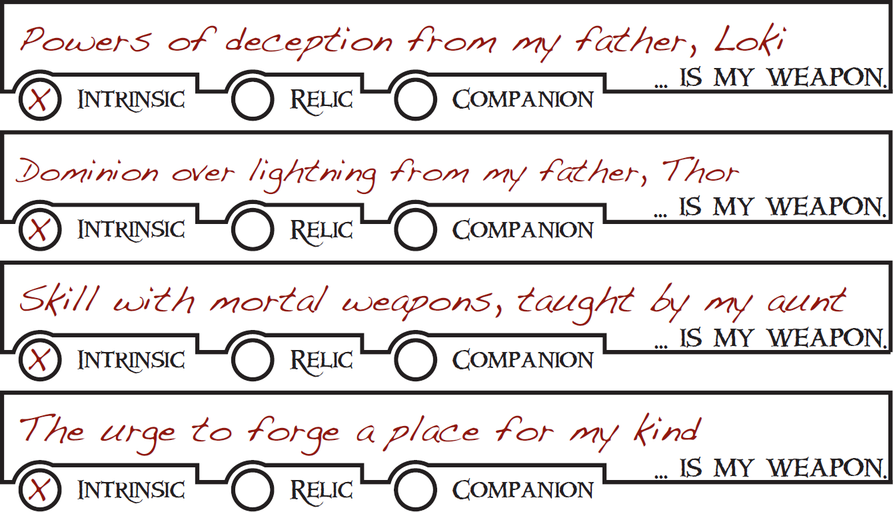 Powers of deception from my father, Loki
... IS MY WEAPON.
X INTRINSIC RELIC COMPANION
Dominion over lightning from my father, Thor
... IS MY WEAPON.
X INTRINSIC RELIC COMPANION
Skill with mortal weapons, taught by my aunt
... IS MY WEAPON.
X INTRINSIC RELIC COMPANION
The urge to forge a place for my kind
... IS MY WEAPON.
X INTRINSIC RELIC COMPANION